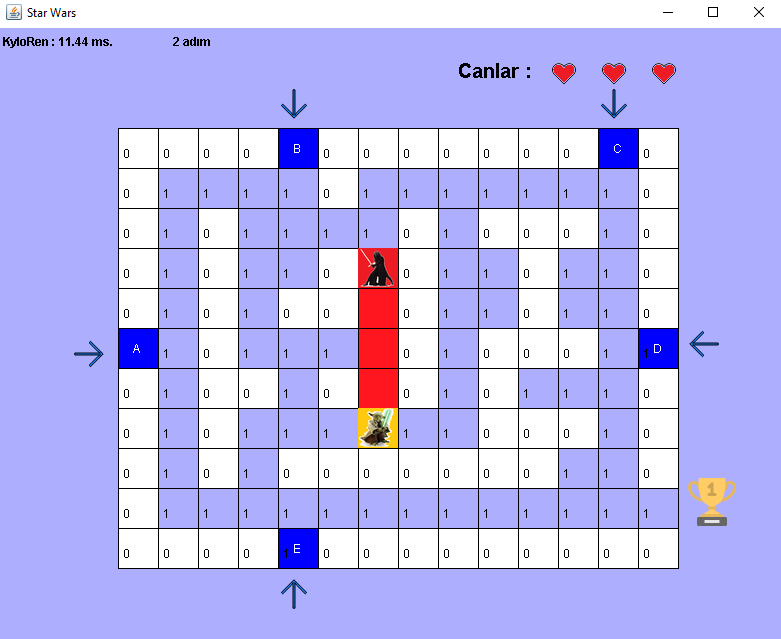 Star Wars
KyloRen : 11.44 ms. 2 adım
Canlar :
0 0 0 0 B 0 0 0 0 0 0 0 C 0
0 1 1 1 1 0 1 1 1 1 1 1 1 0
0 1 0 1 1 1 1 0 1 0 0 0 1 0
0 1 0 1 1 0 0 1 1 0 1 1 0
0 1 0 1 0 0 0 1 1 0 1 1 0
A 1 0 1 1 1 0 1 0 0 0 1 1 D
0 1 0 0 1 0 0 1 0 1 1 1 0
0 1 0 1 1 1 1 1 0 0 0 1 0
0 1 0 1 0 0 0 0 0 0 0 1 1 0
1
0 1 1 1 1 1 1 1 1 1 1 1 1 1
0 0 0 0 E 0 0 0 0 0 0 0 0 0